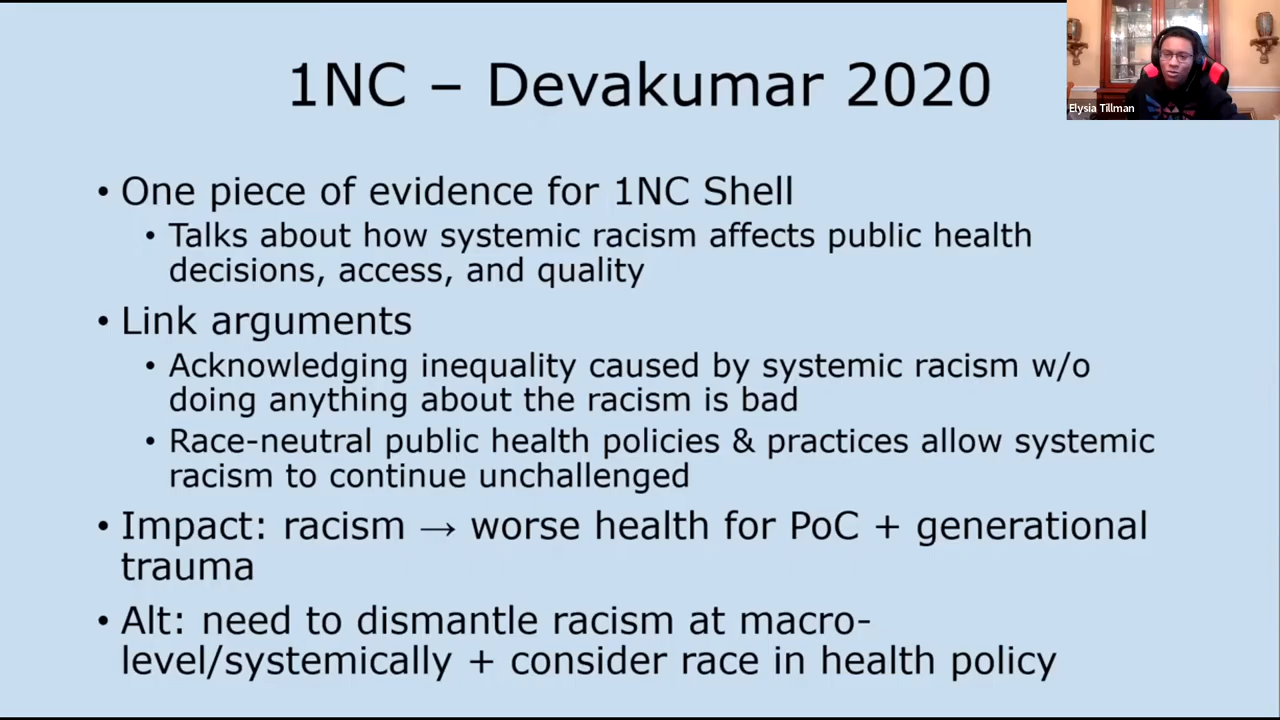 1NC – Devakumar 2020
Elysia Tillman
• One piece of evidence for 1NC Shell
• Talks about how systemic racism affects public health
decisions, access, and quality
• Link arguments
• Acknowledging inequality caused by systemic racism w/o
doing anything about the racism is bad
• Race-neutral public health policies & practices allow systemic
racism to continue unchallenged
• Impact: racism → worse health for PoC + generational
trauma
• Alt: need to dismantle racism at macro-
level/systemically + consider race in health policy